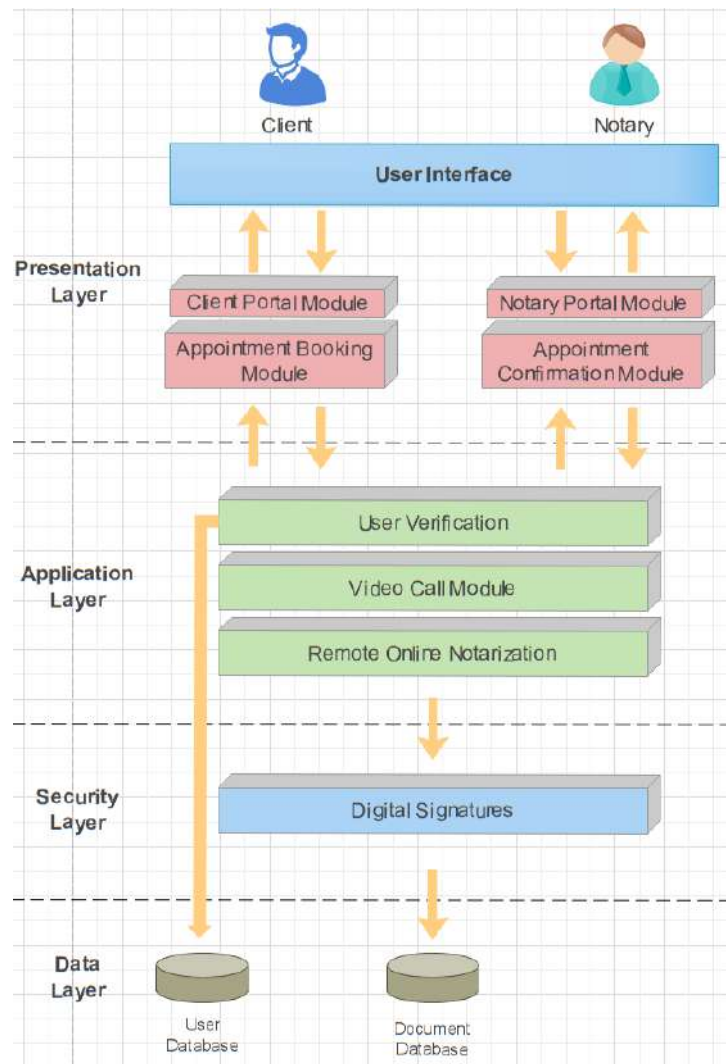 Client
Notary
User Interface
Presentation
Layer
Client Portal Module
Notary Portal Module
Appointment Booking
Module
Appointment
Confirmation Module
User Verification
Application
Layer
Video Call Module
Remote Online Notarization
Security
Layer
Digital Signatures
Data
Layer
User
Database
Document
Database